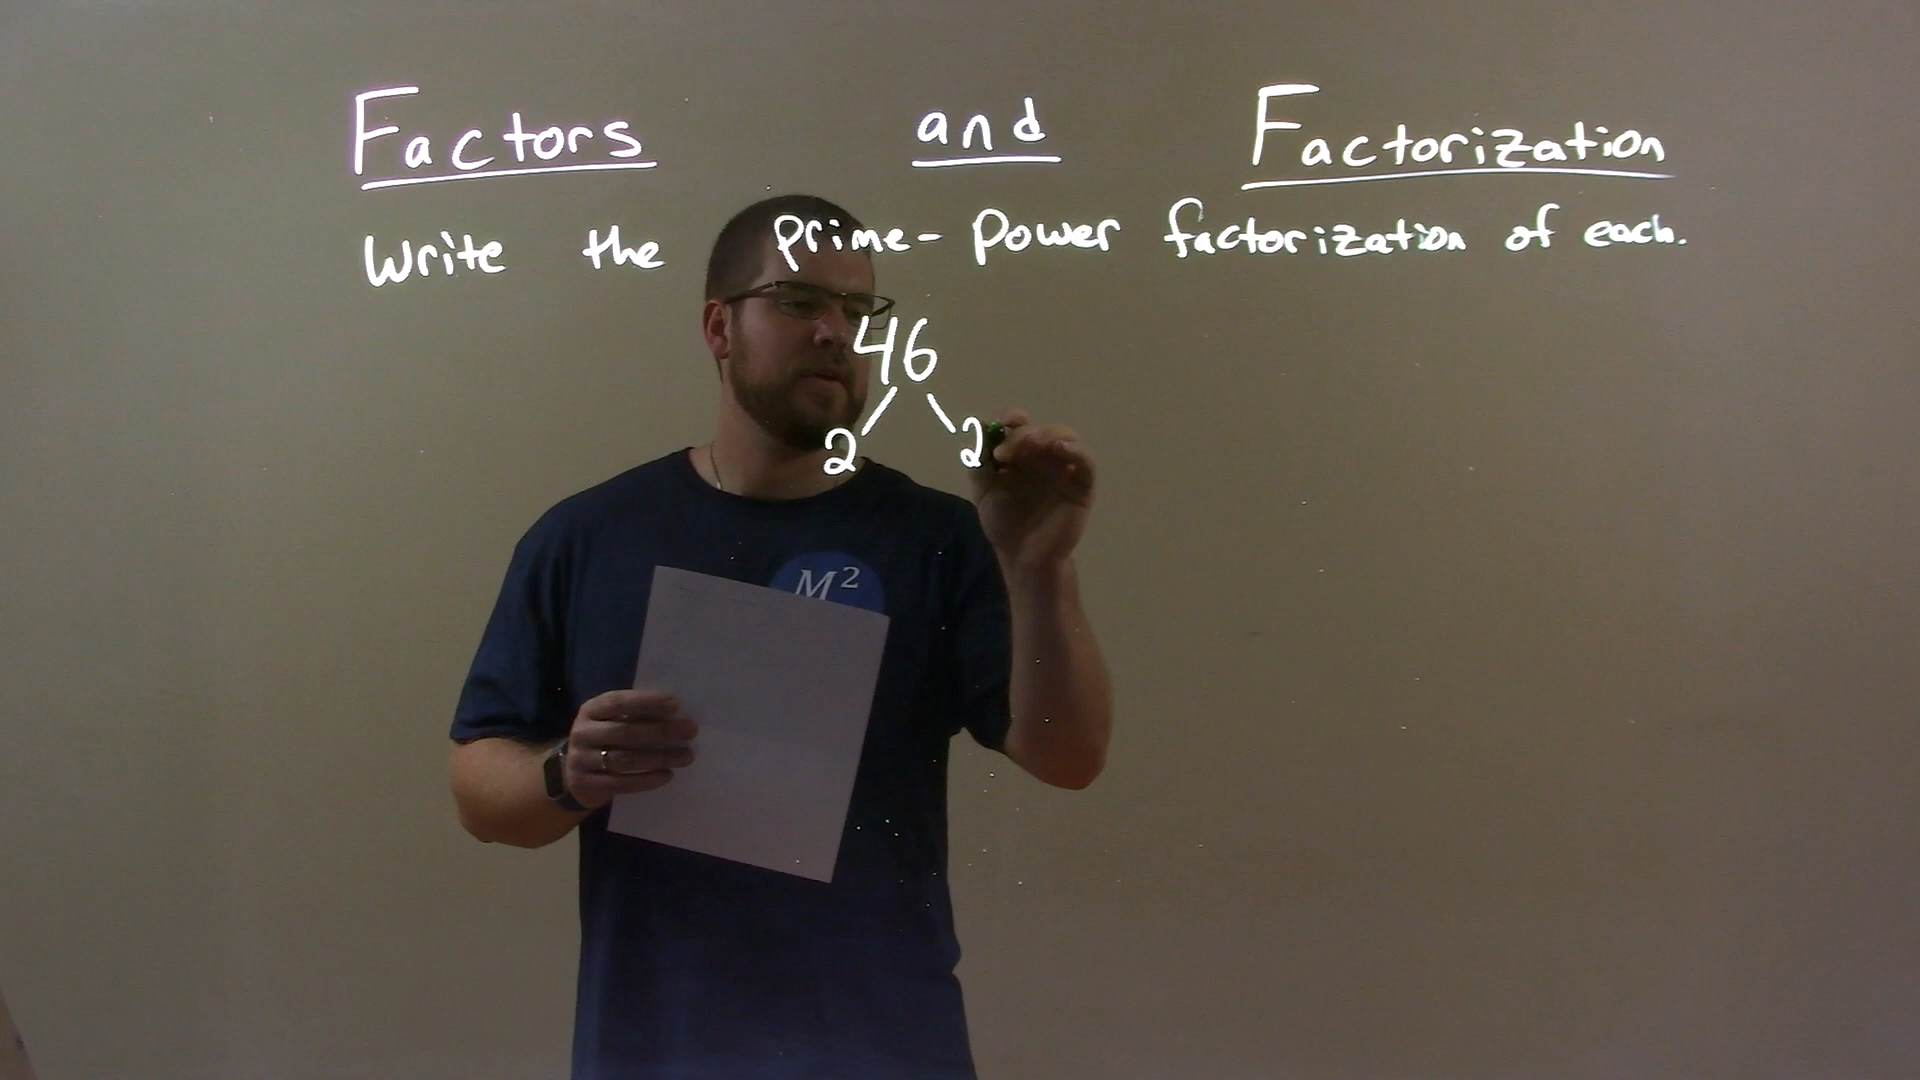 Factors and Factorization
Write the prime-power factorization of each.
46
2 2
M²